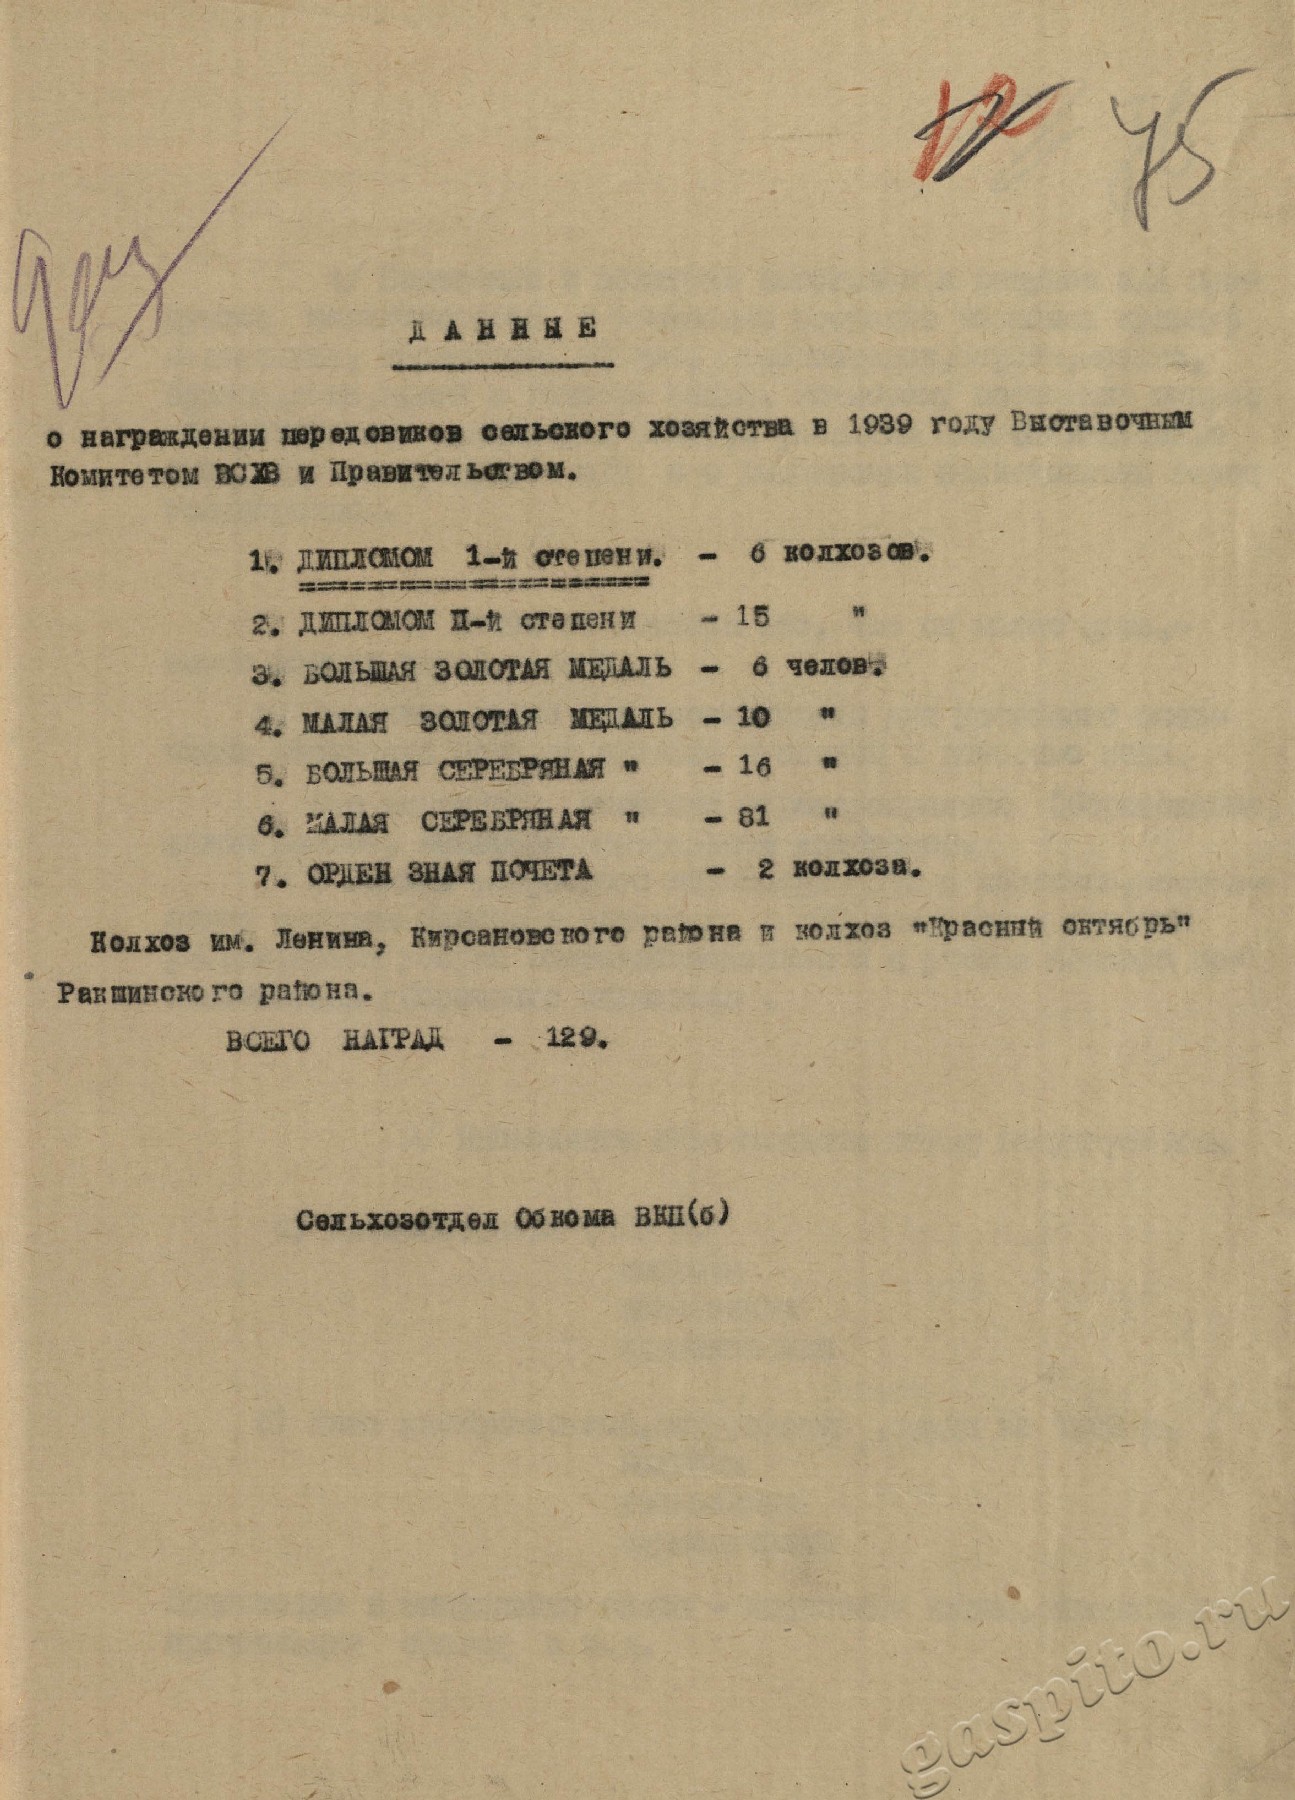 75
Д А Н Н Ы Е
о награждении передовиков сельского хозяйства в 1939 году Выставочным
Комитетом ВСХВ и Правительством.
1. ДИПЛОМОМ 1-й степени. - 6 колхозов.
2. ДИПЛОМОМ П-й степени - 15 "
3. БОЛЬШАЯ ЗОЛОТАЯ МЕДАЛЬ - 6 челов.
4. МАЛАЯ ЗОЛОТАЯ МЕДАЛЬ - 10 "
5. БОЛЬШАЯ СЕРЕБРЯНАЯ " - 16 "
6. МАЛАЯ СЕРЕБРЯНАЯ " - 81 "
7. ОРДЕН ЗНАЯ ПОЧЕТА - 2 колхоза.
Колхоз им. Ленина, Кирсановского района и колхоз "Красный октябрь"
Ракшинского района.
ВСЕГО НАГРАД - 129.
Сельхозотдел Обкома ВКП(б)
gaspito.ru